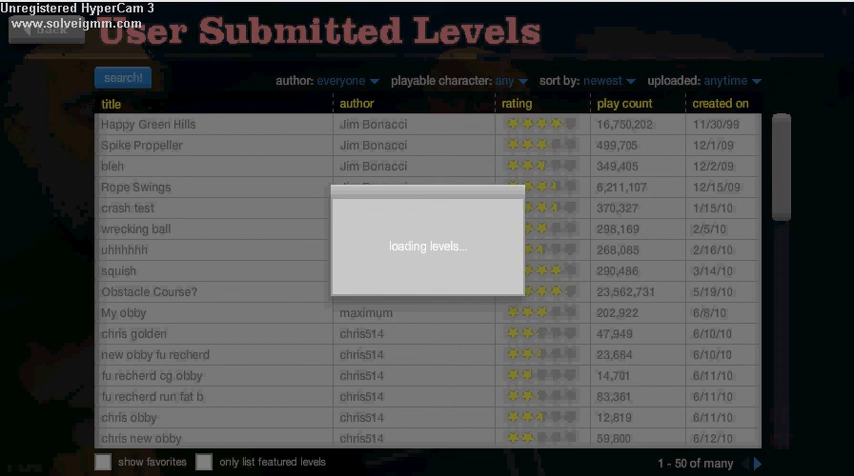 Unregistered HyperCam 3
www.solveigmm.com
Back
User Submitted Levels
search!
author: everyone playable character: any sort by: newest uploaded: anytime
title author rating play count created on
Happy Green Hills Jim Bonacci 16,750,202 11/30/99
Spike Propeller Jim Bonacci 499,705 12/1/09
bleh Jim Bonacci 349,405 12/2/09
Rope Swings Jim Bonacci 6,211,107 12/15/09
crash test 370,327 1/15/10
wrecking ball 298,169 2/5/10
uhhhhhh 268,085 2/16/10
loading levels...
squish 290,486 3/14/10
Obstacle Course? 23,562,731 5/19/10
My obby maximum 202,922 6/8/10
chris golden chris514 47,949 6/10/10
new obby fu recherd chris514 23,684 6/10/10
fu recherd cg obby chris514 14,701 6/11/10
fu recherd run fat b chris514 83,361 6/11/10
chris obby chris514 12,819 6/11/10
chris new obby chris514 59,800 6/12/10
show favorites only list featured levels 1 - 50 of many